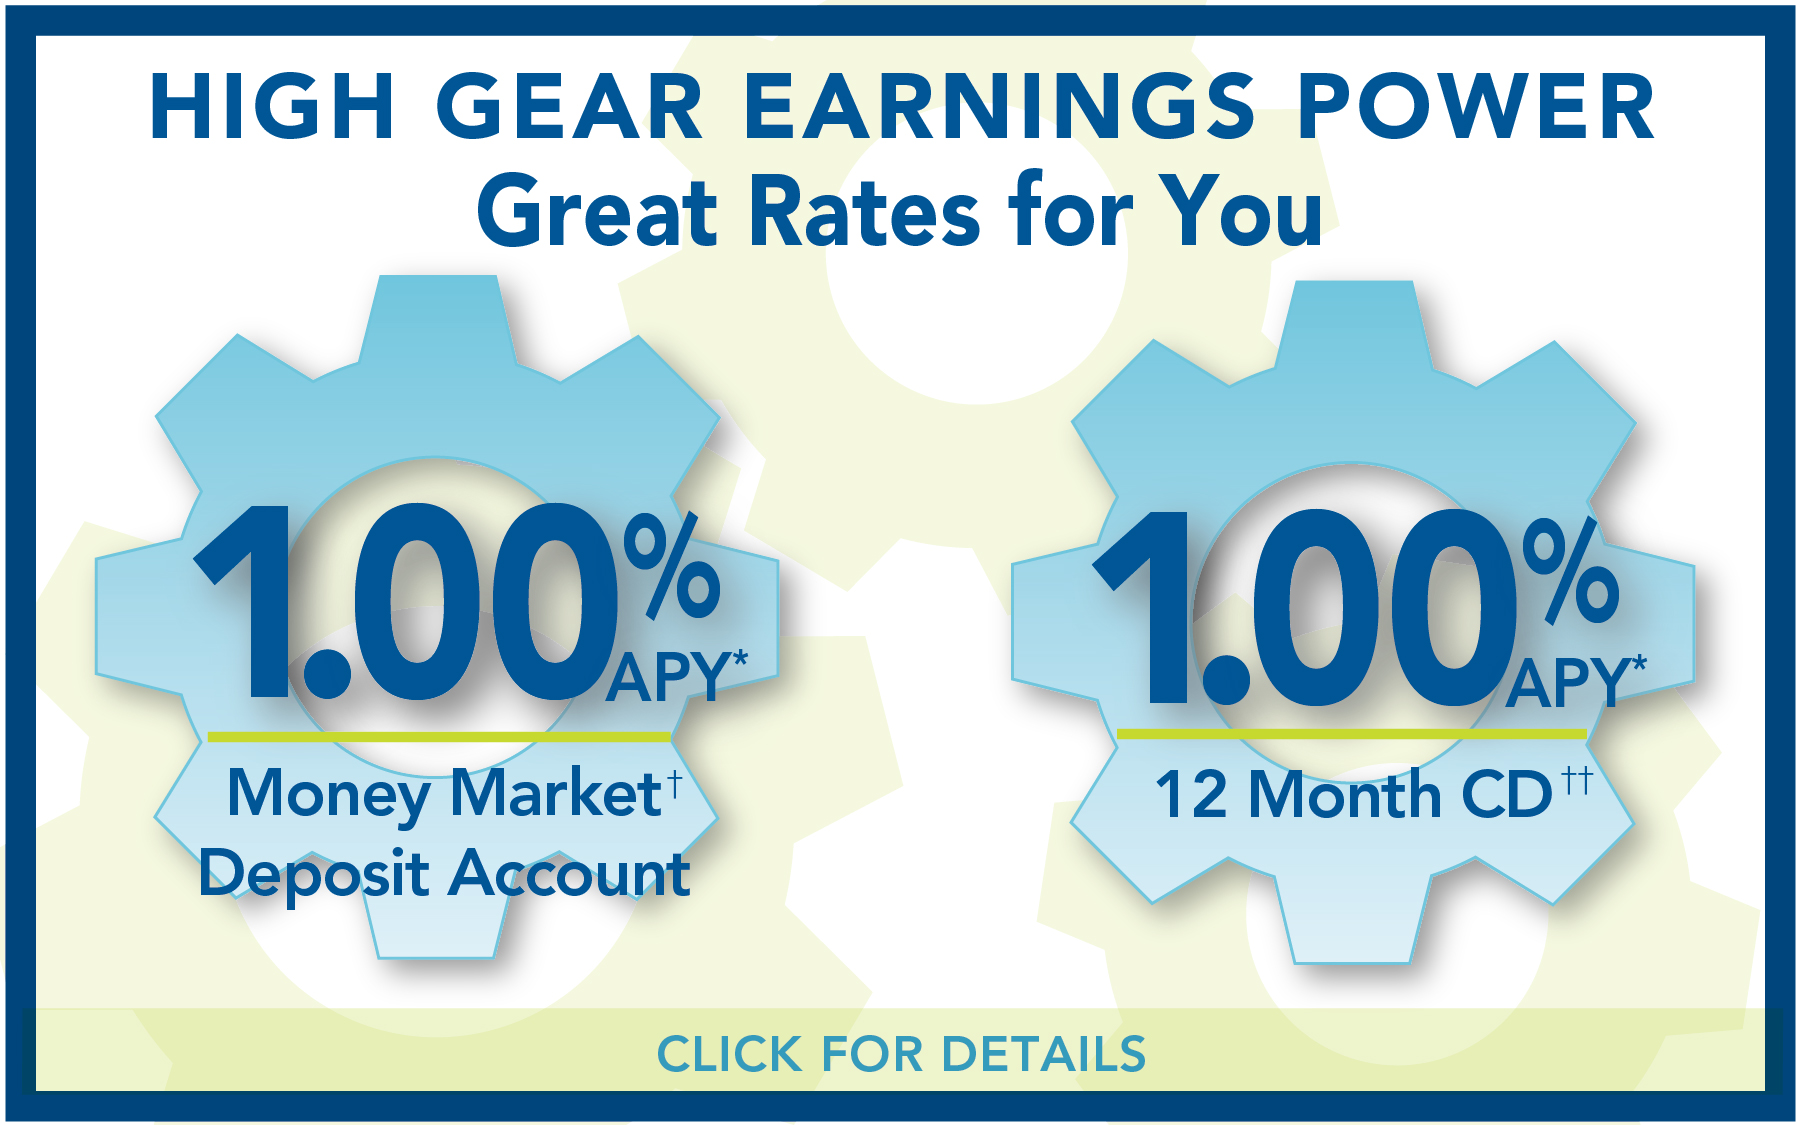 HIGH GEAR EARNINGS POWER
Great Rates for You
1.00%
APY*
Money Market†
Deposit Account
1.00%
APY*
12 Month CD††
CLICK FOR DETAILS